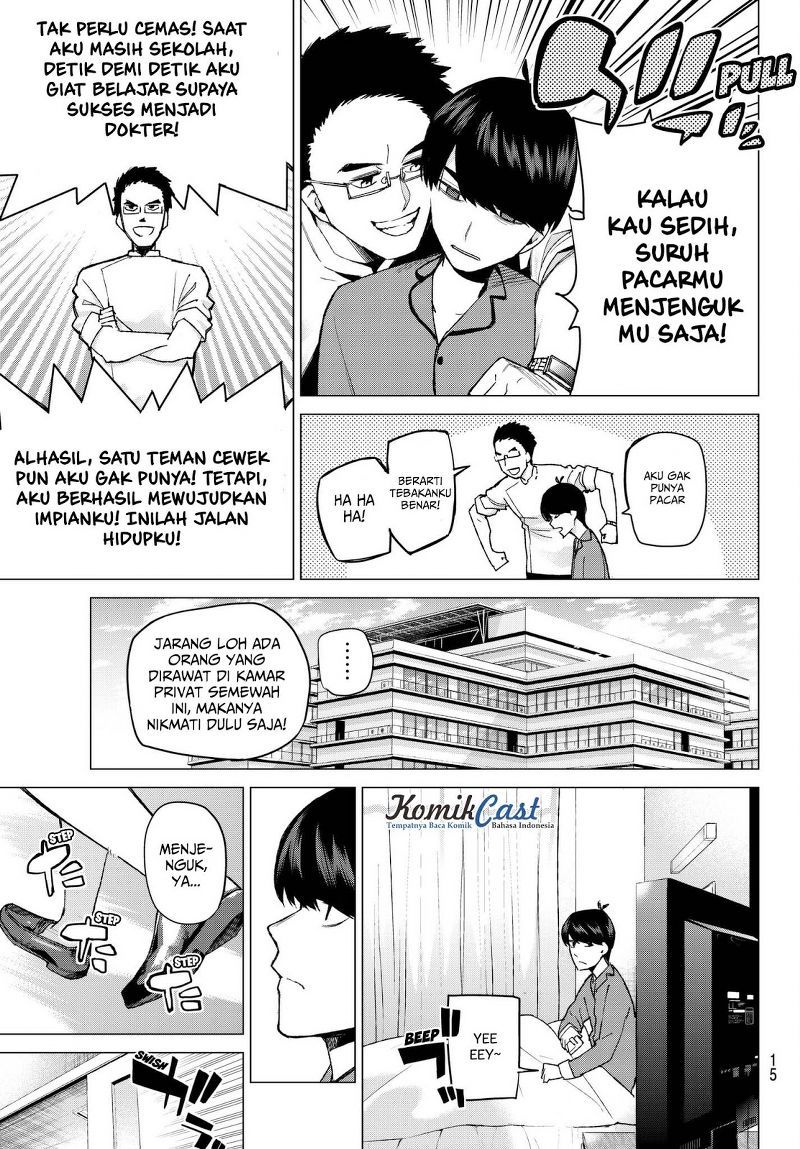 PULL
KALAU
KAU SEDIH,
SURUH
PACARMU
MENJENGUK
MU SAJA!
TAK PERLU CEMAS! SAAT
AKU MASIH SEKOLAH,
DETIK DEMI DETIK AKU
GIAT BELAJAR SUPAYA
SUKSES MENJADI
DOKTER!
ALHASIL, SATU TEMAN CEWEK
PUN AKU GAK PUNYA! TETAPI,
AKU BERHASIL MEWUJUDKAN
IMPIANKU! INILAH JALAN
HIDUPKU!
AKU GAK
PUNYA
PACAR
BERARTI
TEBAKANKU
BENAR!
HA HA
HA!
......
JARANG LOH ADA
ORANG YANG
DIRAWAT DI KAMAR
PRIVAT SEMEWAH
INI, MAKANYA
NIKMATI DULU SAJA!
KomikCast
Tempatnya Baca Komik Bahasa Indonesia
BEEP
YEE
EEY~
MENJE-
NGUK,
YA...
STEP
た
STEP
た
STEP
SWISH
15